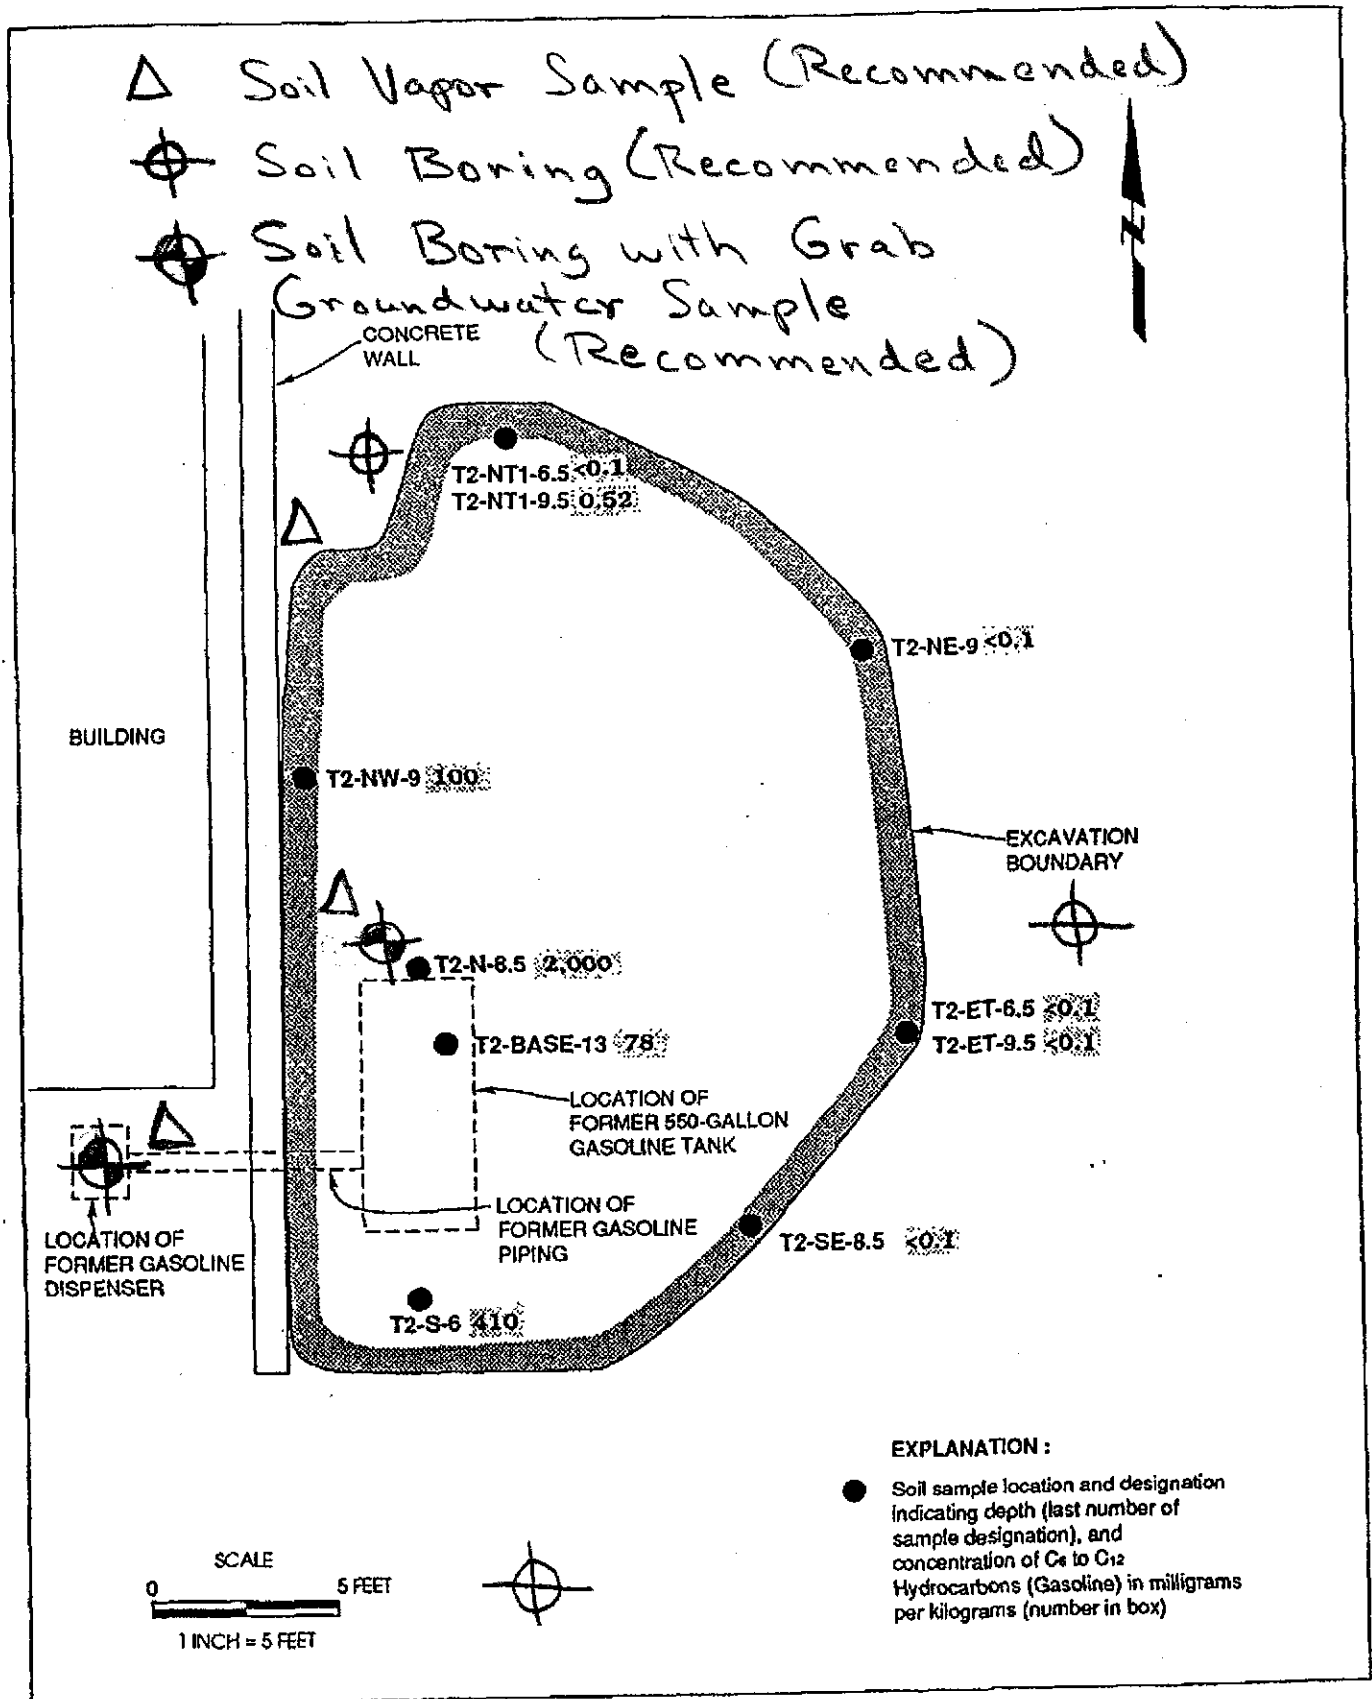 △ Soil Vapor Sample (Recommended)
Soil Boring (Recommended)
Soil Boring with Grab
Groundwater Sample
(Recommended)
N
CONCRETE
WALL
T2-NT1-6.5 <0.1
T2-NT1-9.5 0.52
T2-NE-9 <0.1
BUILDING
T2-NW-9 100
EXCAVATION
BOUNDARY
T2-N-8.5 2,000
T2-ET-6.5 <0.1
T2-ET-9.5 <0.1
T2-BASE-13 78
LOCATION OF
FORMER 550-GALLON
GASOLINE TANK
LOCATION OF
FORMER GASOLINE
PIPING
LOCATION OF
FORMER GASOLINE
DISPENSER
T2-SE-8.5 <0.1
T2-S-6 410
EXPLANATION :
Soil sample location and designation
indicating depth (last number of
sample designation), and
concentration of C6 to C12
Hydrocarbons (Gasoline) in milligrams
per kilograms (number in box)
SCALE
0 5 FEET
1 INCH = 5 FEET